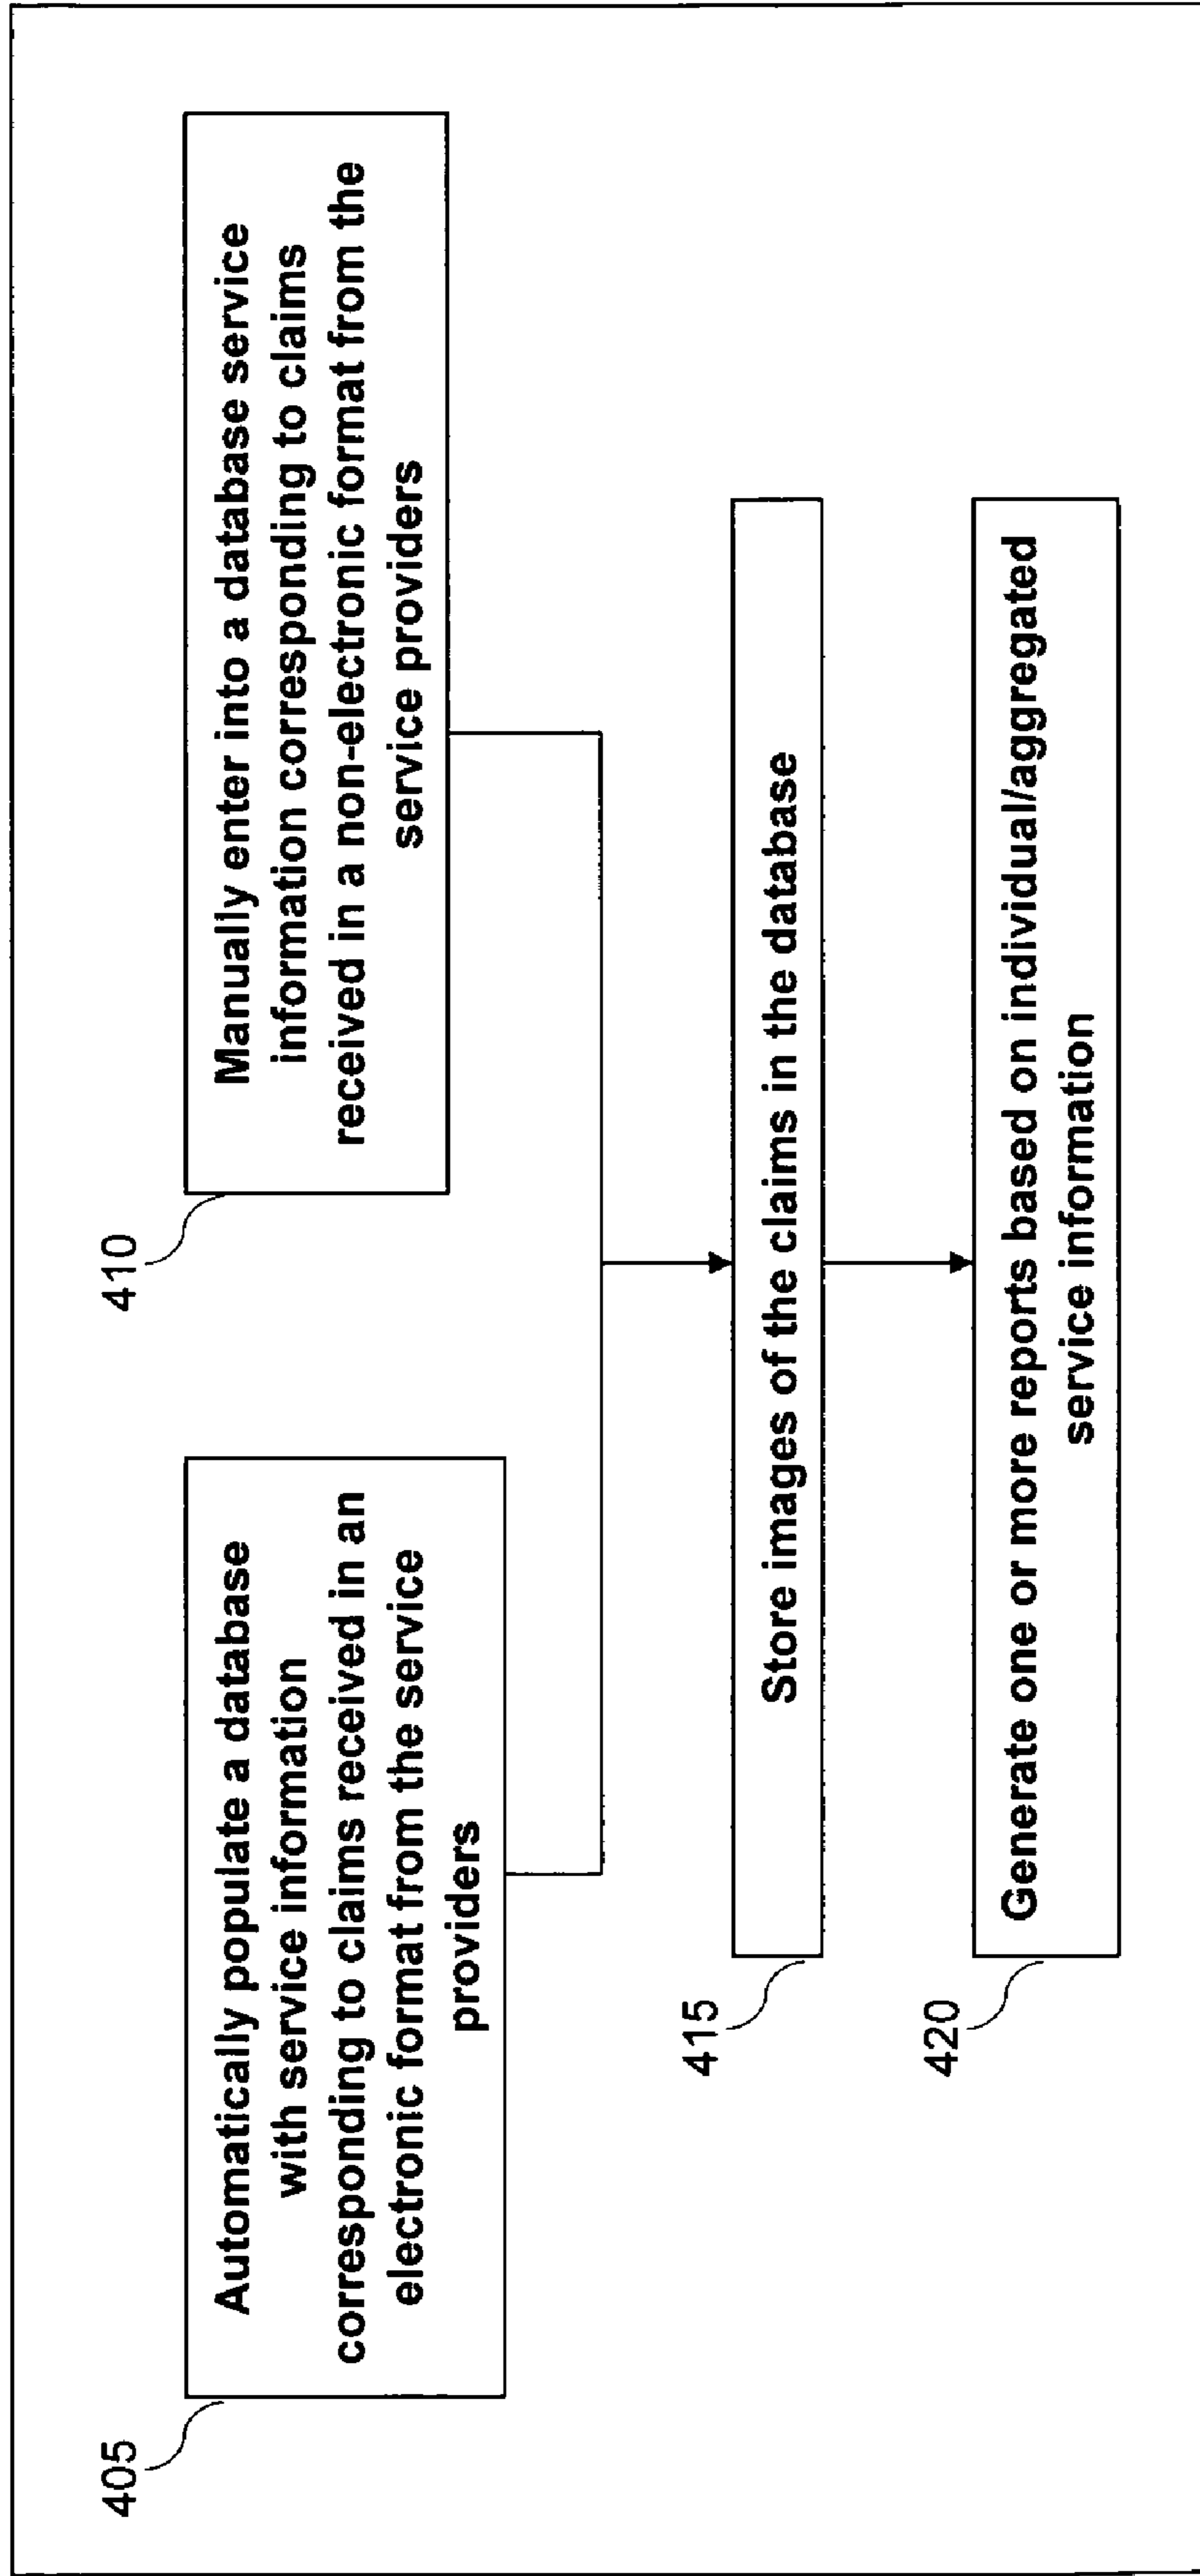 405
Automatically populate a database
with service information
corresponding to claims received in an
electronic format from the service
providers
410
Manually enter into a database service
information corresponding to claims
received in a non-electronic format from the
service providers
415
Store images of the claims in the database
420
Generate one or more reports based on individual/aggregated
service information